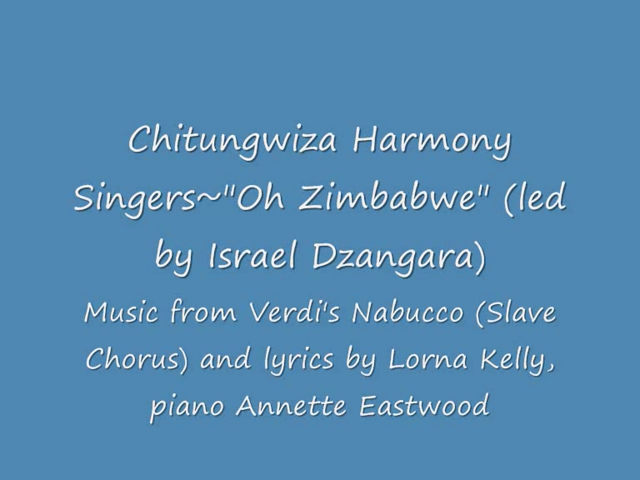 Chitungwiza Harmony
Singers~"Oh Zimbabwe" (led
by Israel Dzangara)
Music from Verdi's Nabucco (Slave
Chorus) and lyrics by Lorna Kelly,
piano Annette Eastwood